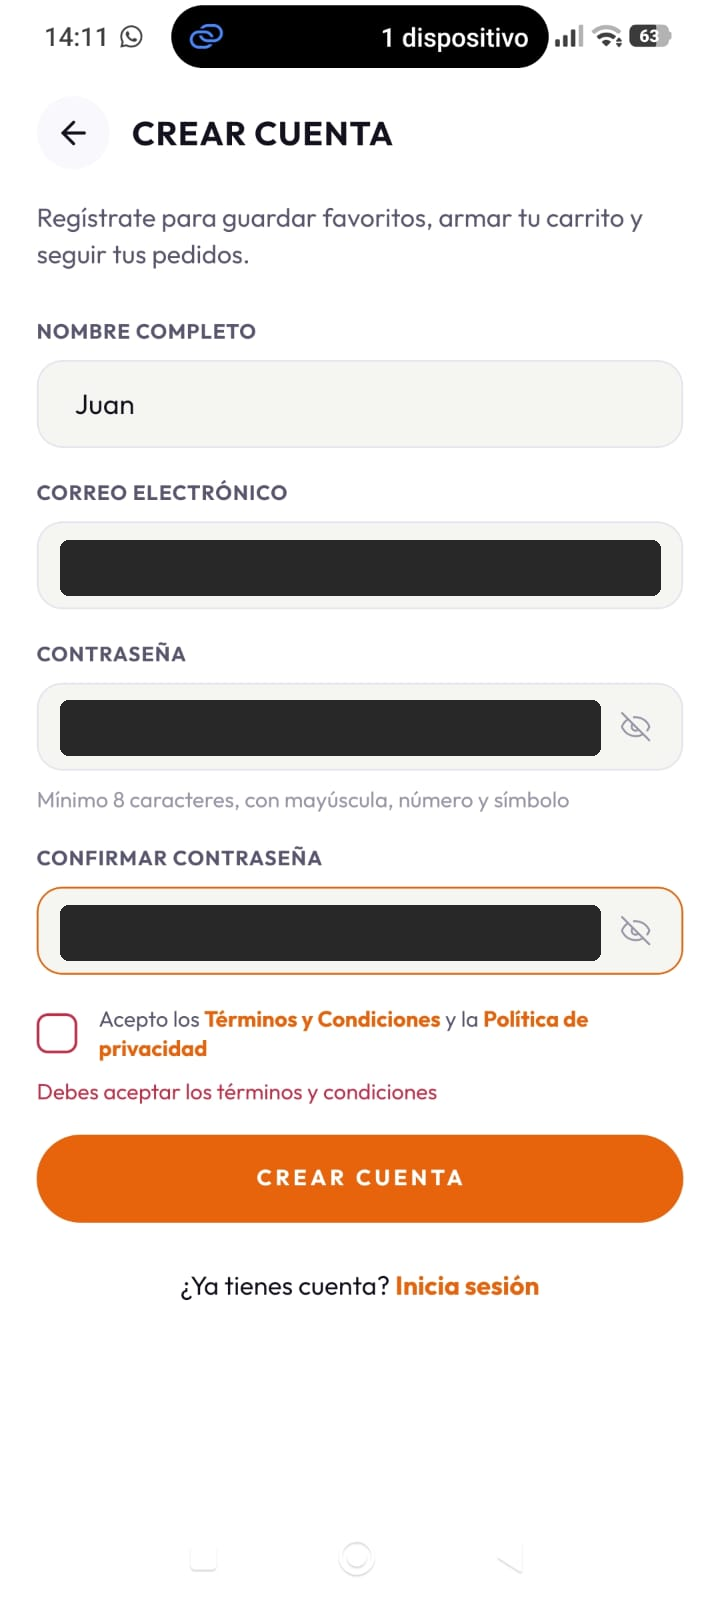 14:11
1 dispositivo
63
CREAR CUENTA
Regístrate para guardar favoritos, armar tu carrito y
seguir tus pedidos.
NOMBRE COMPLETO
Juan
CORREO ELECTRÓNICO
CONTRASEÑA
Mínimo 8 caracteres, con mayúscula, número y símbolo
CONFIRMAR CONTRASEÑA
Acepto los Términos y Condiciones y la Política de
privacidad
Debes aceptar los términos y condiciones
CREAR CUENTA
¿Ya tienes cuenta? Inicia sesión